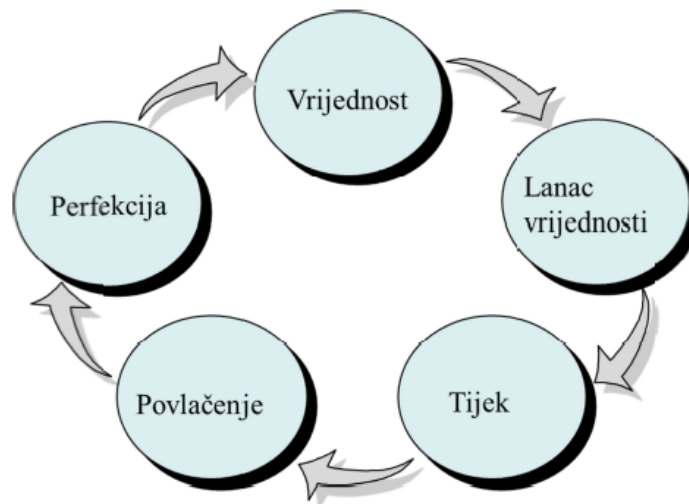 Vrijednost
Lanac
vrijednosti
Tijek
Povlačenje
Perfekcija